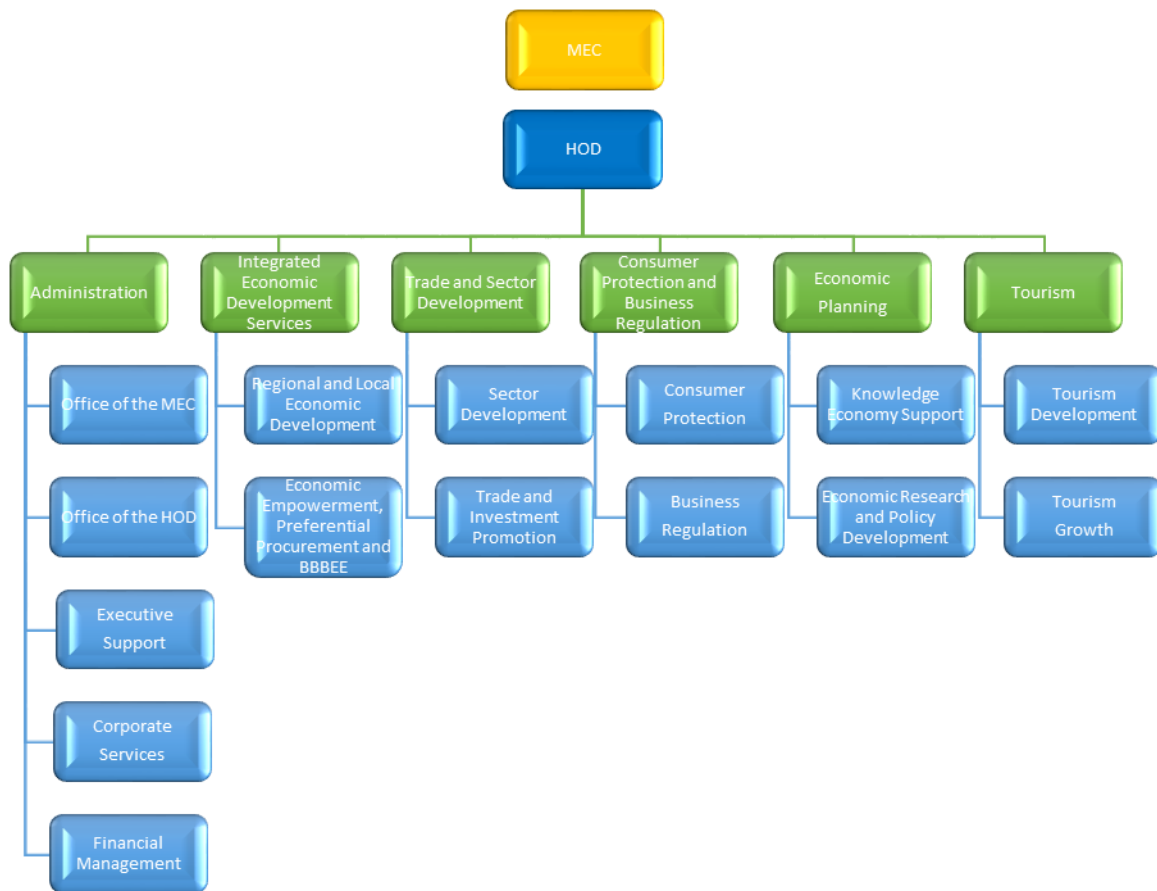 MEC
HOD
Administration
Integrated
Economic
Development
Services
Trade and Sector
Development
Consumer
Protection and
Business
Regulation
Economic
Planning
Tourism
Office of the MEC
Regional and Local
Economic
Development
Sector
Development
Consumer
Protection
Knowledge
Economy Support
Tourism
Development
Office of the HOD
Economic
Empowerment,
Preferential
Procurement and
BBBEE
Trade and
Investment
Promotion
Business
Regulation
Economic Research
and Policy
Development
Tourism
Growth
Executive
Support
Corporate
Services
Financial
Management